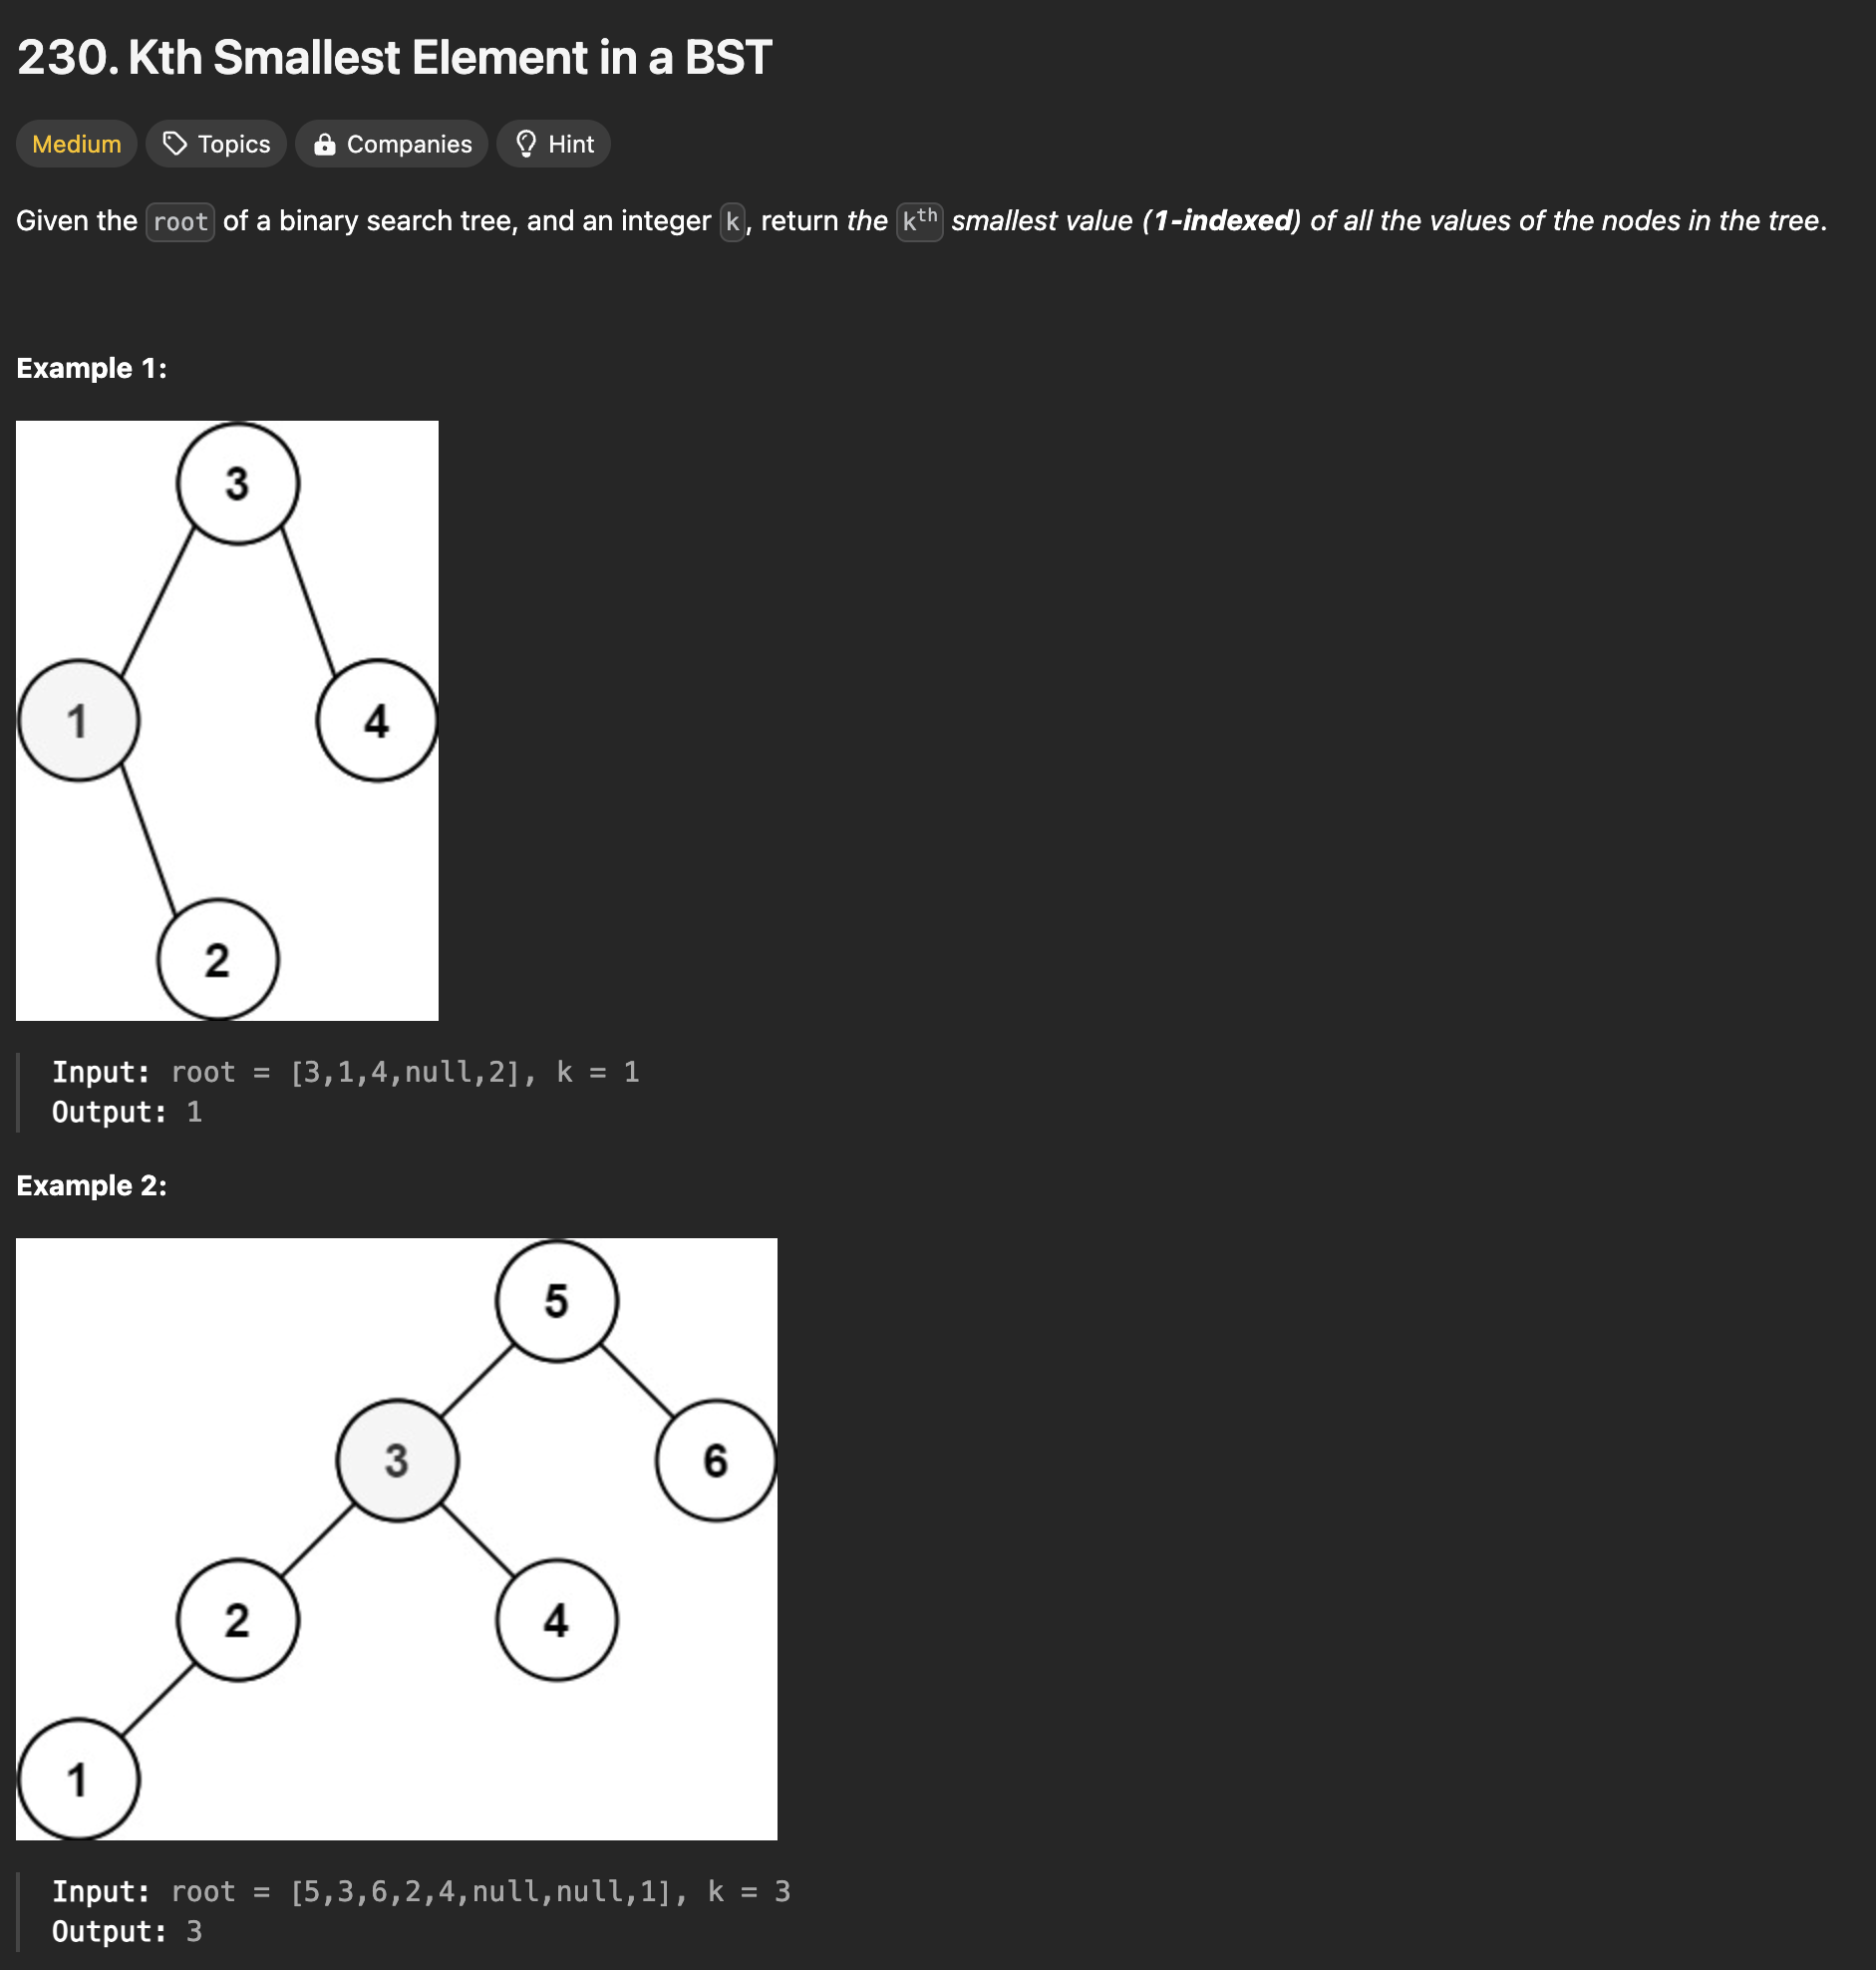 230. Kth Smallest Element in a BST
Medium Topics Companies Hint
Given the root of a binary search tree, and an integer k, return the kth smallest value (1-indexed) of all the values of the nodes in the tree.
Example 1:
3
1 4
2
Input: root = [3,1,4,null,2], k = 1
Output: 1
Example 2:
5
3 6
2 4
1
Input: root = [5,3,6,2,4,null,null,1], k = 3
Output: 3